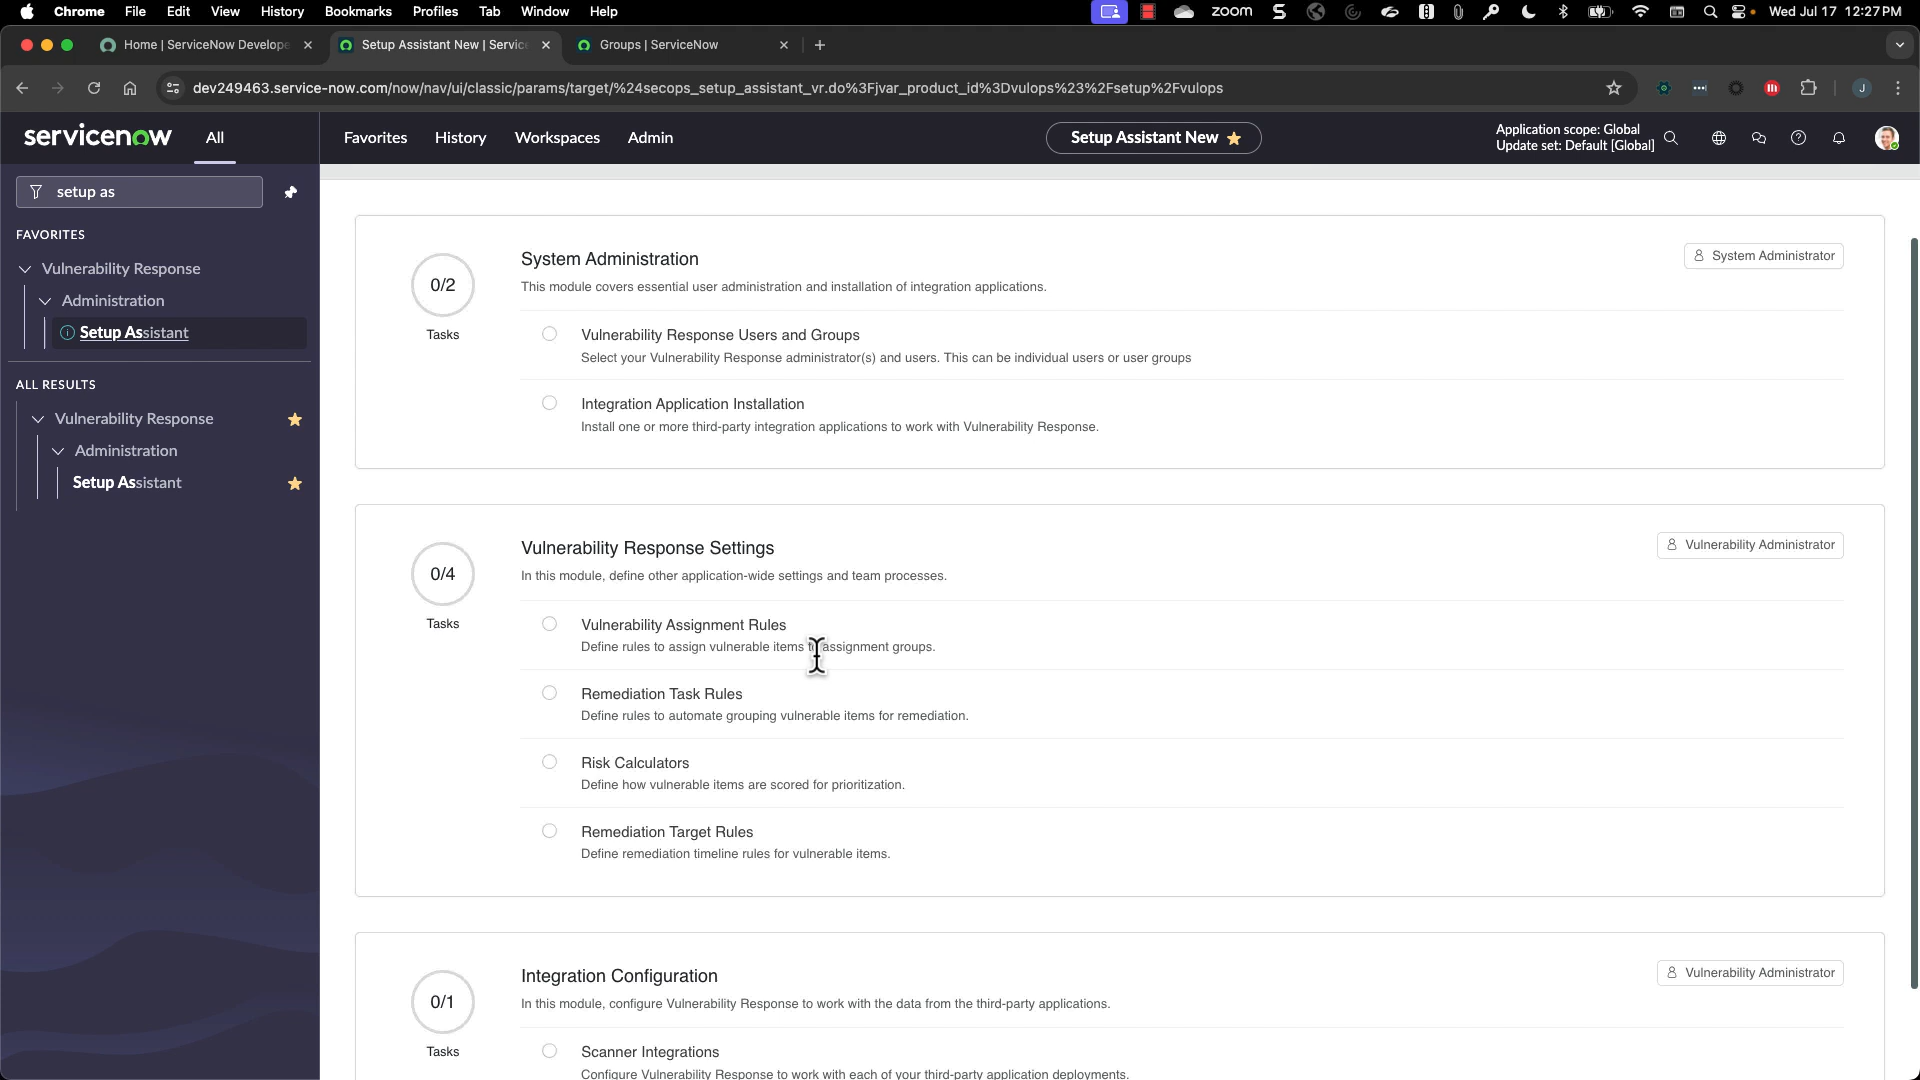 Chrome File Edit View History Bookmarks Profiles Tab Window Help zoom Wed Jul 17 12:27 PM
Home | ServiceNow Develope
Setup Assistant New | Servic
Groups | ServiceNow
dev249463.service-now.com/now/nav/ui/classic/params/target/%24secops_setup_assistant_vr.do%3Fjvar_product_id%3Dvulops%23%2Fsetup%2Fvulops
J
servicenow All Favorites History Workspaces Admin
Setup Assistant New
Application scope: Global
Update set: Default [Global]
setup as
FAVORITES
Vulnerability Response
Administration
Setup Assistant
ALL RESULTS
Vulnerability Response
Administration
Setup Assistant
0/2
Tasks
System Administration
System Administrator
This module covers essential user administration and installation of integration applications.
Vulnerability Response Users and Groups
Select your Vulnerability Response administrator(s) and users. This can be individual users or user groups
Integration Application Installation
Install one or more third-party integration applications to work with Vulnerability Response.
0/4
Tasks
Vulnerability Response Settings
Vulnerability Administrator
In this module, define other application-wide settings and team processes.
Vulnerability Assignment Rules
Define rules to assign vulnerable items to assignment groups.
Remediation Task Rules
Define rules to automate grouping vulnerable items for remediation.
Risk Calculators
Define how vulnerable items are scored for prioritization.
Remediation Target Rules
Define remediation timeline rules for vulnerable items.
0/1
Tasks
Integration Configuration
Vulnerability Administrator
In this module, configure Vulnerability Response to work with the data from the third-party applications.
Scanner Integrations
Configure Vulnerability Response to work with each of your third-party application deployments.